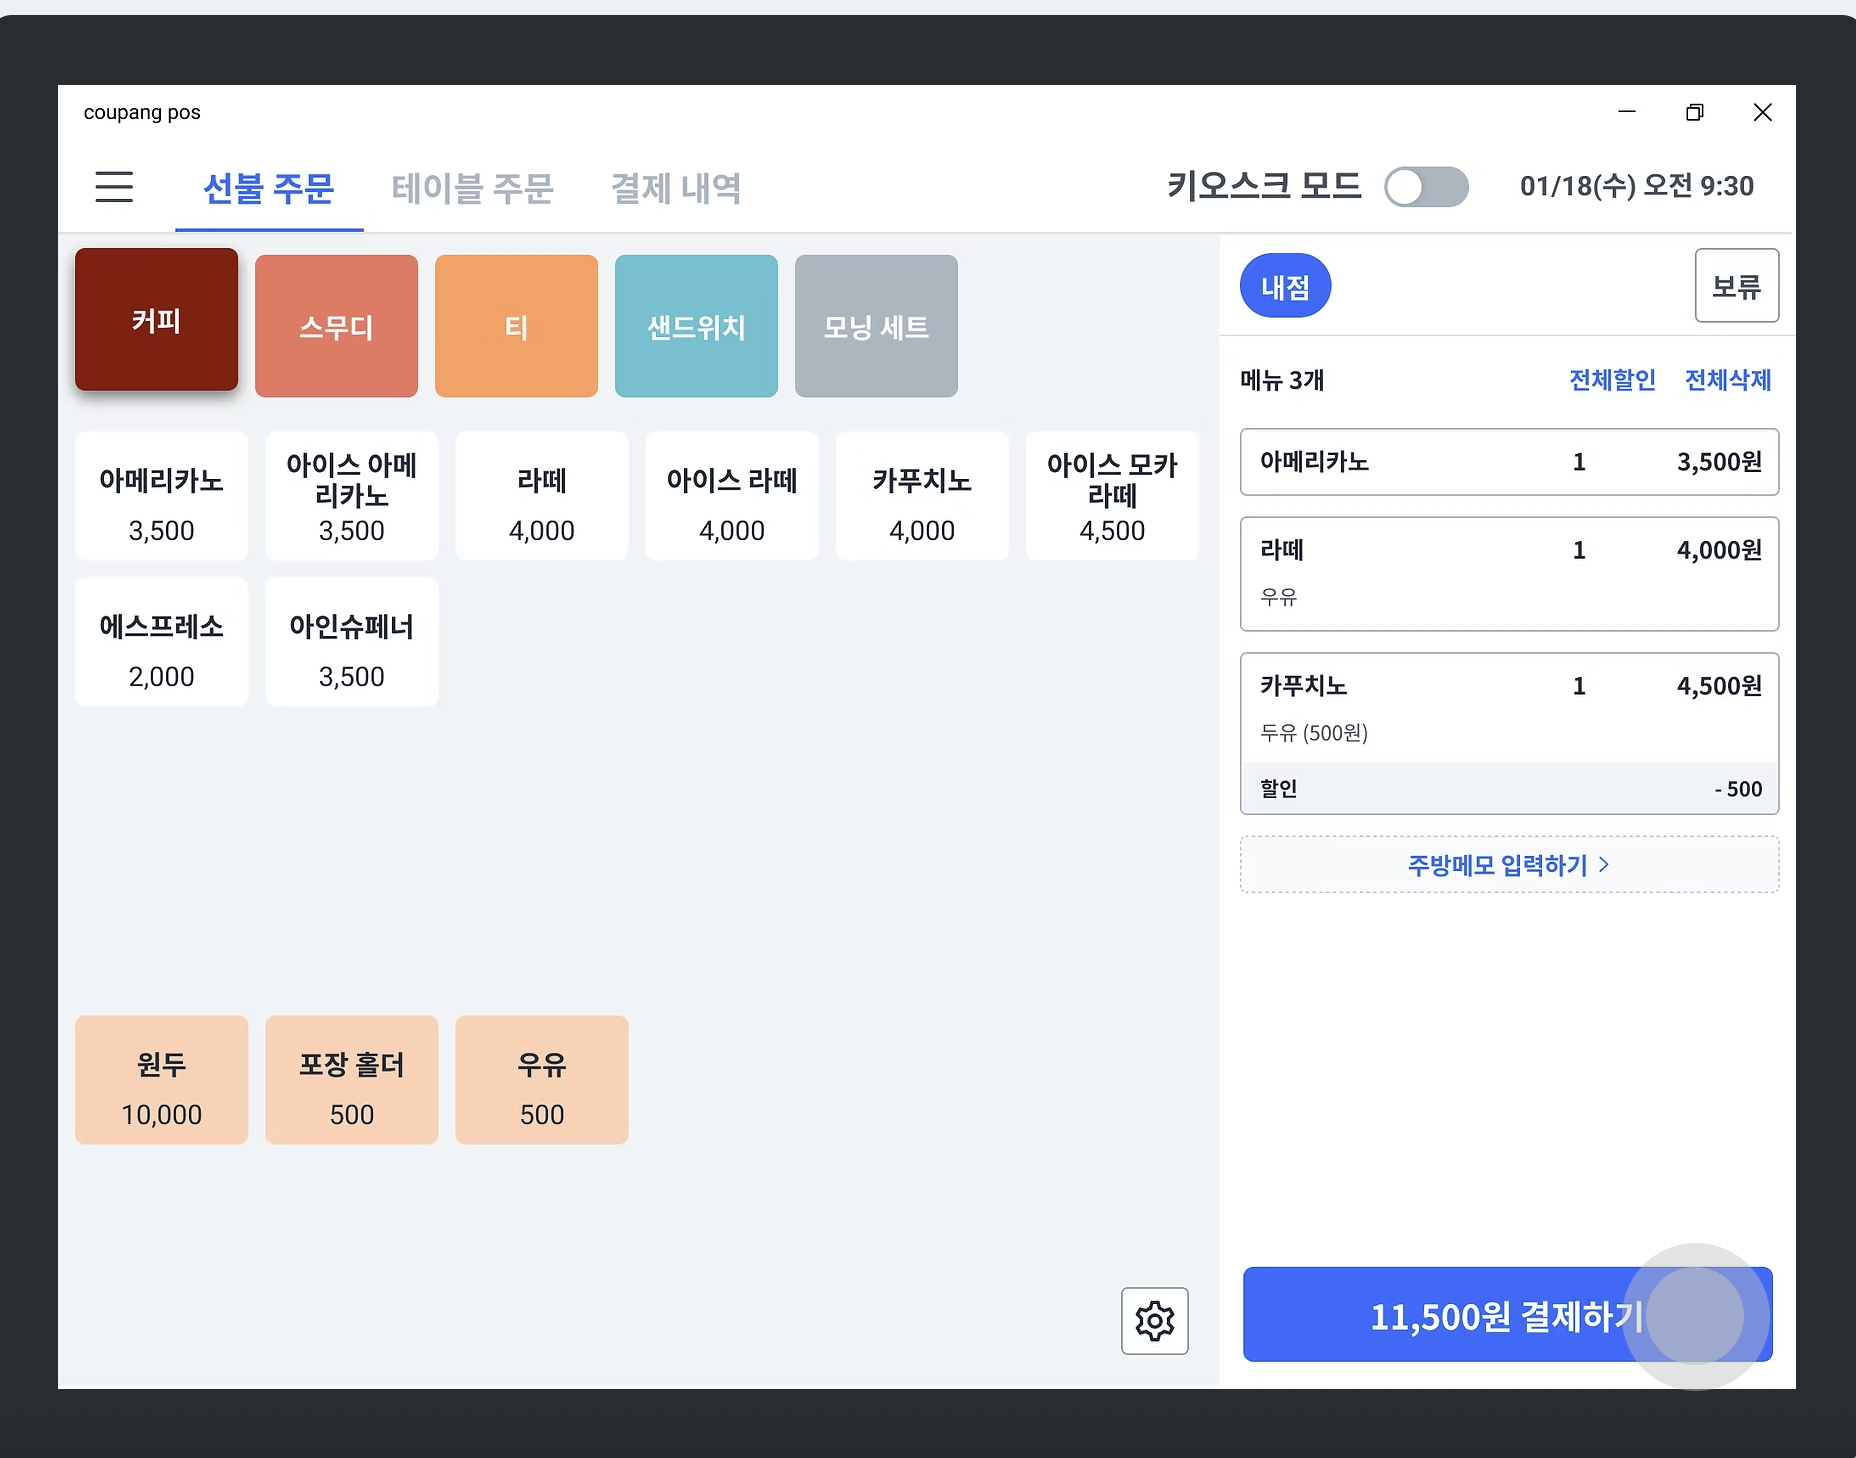 coupang pos
선불 주문
테이블 주문
결제 내역
키오스크 모드
01/18(수) 오전 9:30
커피
스무디
티
샌드위치
모닝 세트
아메리카노
3,500
아이스 아메
리카노
3,500
라떼
4,000
아이스 라떼
4,000
카푸치노
4,000
아이스 모카
라떼
4,500
에스프레소
2,000
아인슈페너
3,500
원두
10,000
포장 홀더
500
우유
500
내점
보류
메뉴 3개
전체할인
전체삭제
아메리카노 1 3,500원
라떼 1 4,000원
우유
카푸치노 1 4,500원
두유 (500원)
할인 - 500
주방메모 입력하기 >
11,500원 결제하기